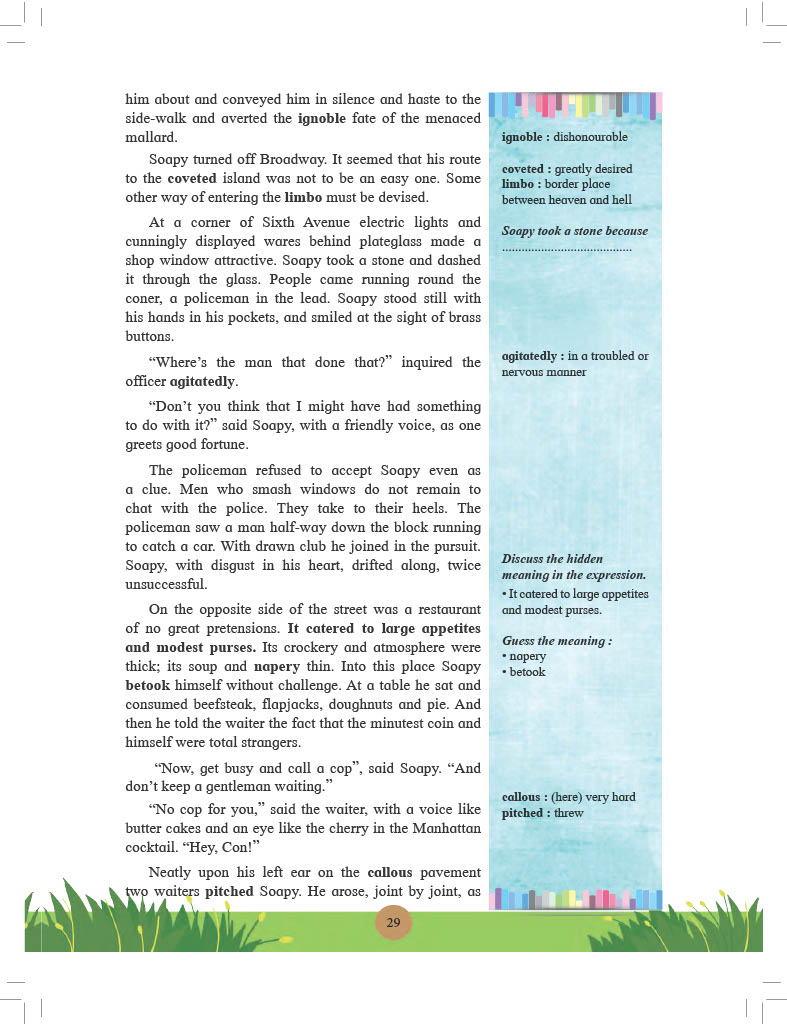 him about and conveyed him in silence and haste to the
side-walk and averted the ignoble fate of the menaced
mallard.
Soapy turned off Broadway. It seemed that his route
to the coveted island was not to be an easy one. Some
other way of entering the limbo must be devised.
At a corner of Sixth Avenue electric lights and
cunningly displayed wares behind plateglass made a
shop window attractive. Soapy took a stone and dashed
it through the glass. People came running round the
coner, a policeman in the lead. Soapy stood still with
his hands in his pockets, and smiled at the sight of brass
buttons.
“Where’s the man that done that?” inquired the
officer agitatedly.
“Don’t you think that I might have had something
to do with it?” said Soapy, with a friendly voice, as one
greets good fortune.
The policeman refused to accept Soapy even as
a clue. Men who smash windows do not remain to
chat with the police. They take to their heels. The
policeman saw a man half-way down the block running
to catch a car. With drawn club he joined in the pursuit.
Soapy, with disgust in his heart, drifted along, twice
unsuccessful.
On the opposite side of the street was a restaurant
of no great pretensions. It catered to large appetites
and modest purses. Its crockery and atmosphere were
thick; its soup and napery thin. Into this place Soapy
betook himself without challenge. At a table he sat and
consumed beefsteak, flapjacks, doughnuts and pie. And
then he told the waiter the fact that the minutest coin and
himself were total strangers.
“Now, get busy and call a cop”, said Soapy. “And
don’t keep a gentleman waiting.”
“No cop for you,” said the waiter, with a voice like
butter cakes and an eye like the cherry in the Manhattan
cocktail. “Hey, Con!”
Neatly upon his left ear on the callous pavement
two waiters pitched Soapy. He arose, joint by joint, as
ignoble : dishonourable
coveted : greatly desired
limbo : border place
between heaven and hell
Soapy took a stone because
........................................
agitatedly : in a troubled or
nervous manner
Discuss the hidden
meaning in the expression.
• It catered to large appetites
and modest purses.
Guess the meaning :
• napery
• betook
callous : (here) very hard
pitched : threw
29